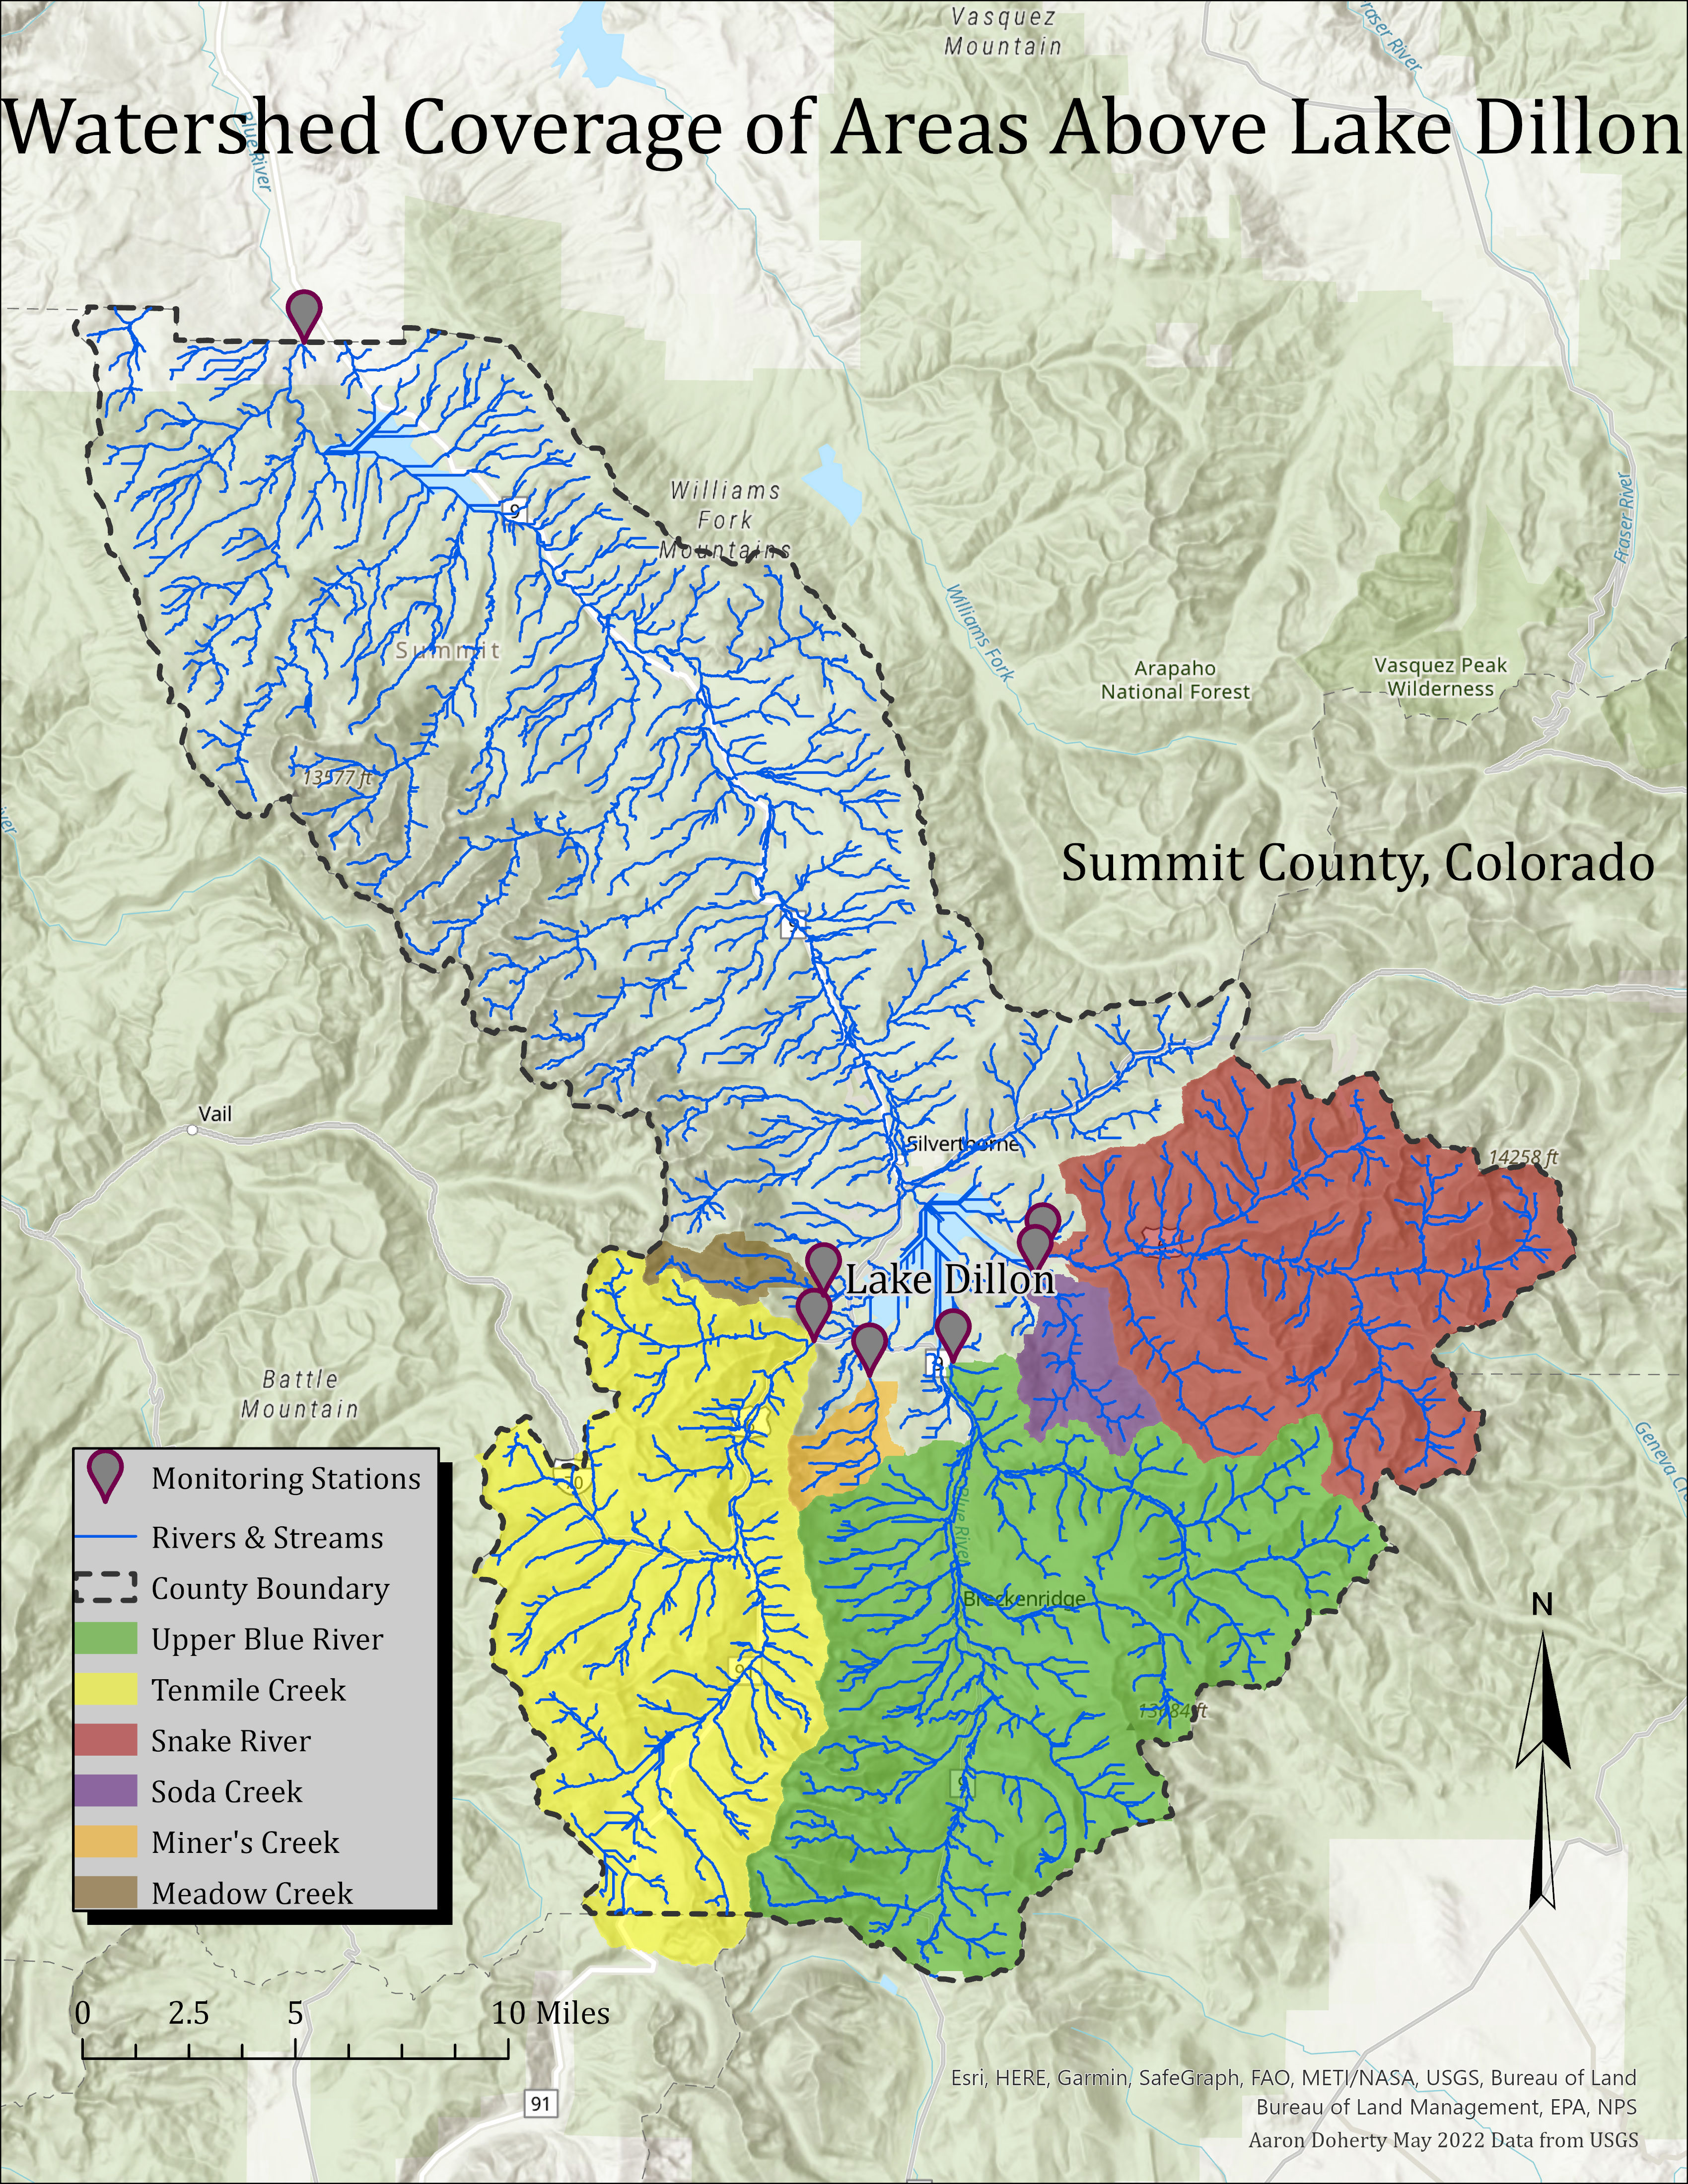 Vasquez
Mountain
Fraser River
Blue River
Watershed Coverage of Areas Above Lake Dillon
Williams
Fork
Mountains
9
Fraser River
Williams Fork
Summit
Arapaho
National Forest
Vasquez Peak
Wilderness
13577 ft
Summit County, Colorado
9
Vail
Silverthorne
14258 ft
6
Lake Dillon
9
Battle
Mountain
Monitoring Stations
Rivers & Streams
County Boundary
Upper Blue River
Tenmile Creek
Snake River
Soda Creek
Miner's Creek
Meadow Creek
70
Blue River
Breckenridge
91
13684 ft
9
N
0 2.5 5 10 Miles
91
Esri, HERE, Garmin, SafeGraph, FAO, METI/NASA, USGS, Bureau of Land
Bureau of Land Management, EPA, NPS
Aaron Doherty May 2022 Data from USGS